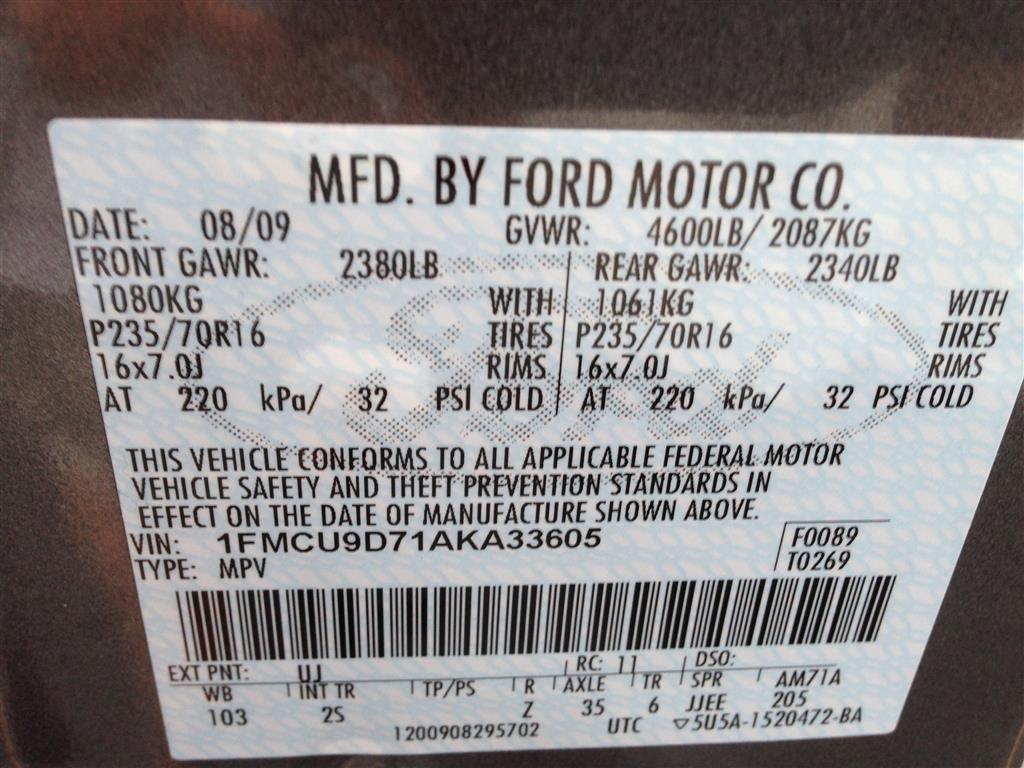 MFD. BY FORD MOTOR CO.
DATE: 08/09 GVWR: 4600LB/ 2087KG
FRONT GAWR: 2380LB REAR GAWR: 2340LB
1080KG WITH 1061KG WITH
P235/70R16 TIRES P235/70R16 TIRES
16x7.0J RIMS 16x7.0J RIMS
AT 220 kPa/ 32 PSI COLD AT 220 kPa/ 32 PSI COLD
THIS VEHICLE CONFORMS TO ALL APPLICABLE FEDERAL MOTOR
VEHICLE SAFETY AND THEFT PREVENTION STANDARDS IN
EFFECT ON THE DATE OF MANUFACTURE SHOWN ABOVE.
VIN: 1FMCU9D71AKA33605 F0089
TYPE: MPV T0269
EXT PNT: UJ RC: 11 DSO:
WB INT TR TP/PS R AXLE TR SPR AM71A
103 2S Z 35 6 JJEE 205
1200908295702 UTC ▽5U5A-1520472-BA